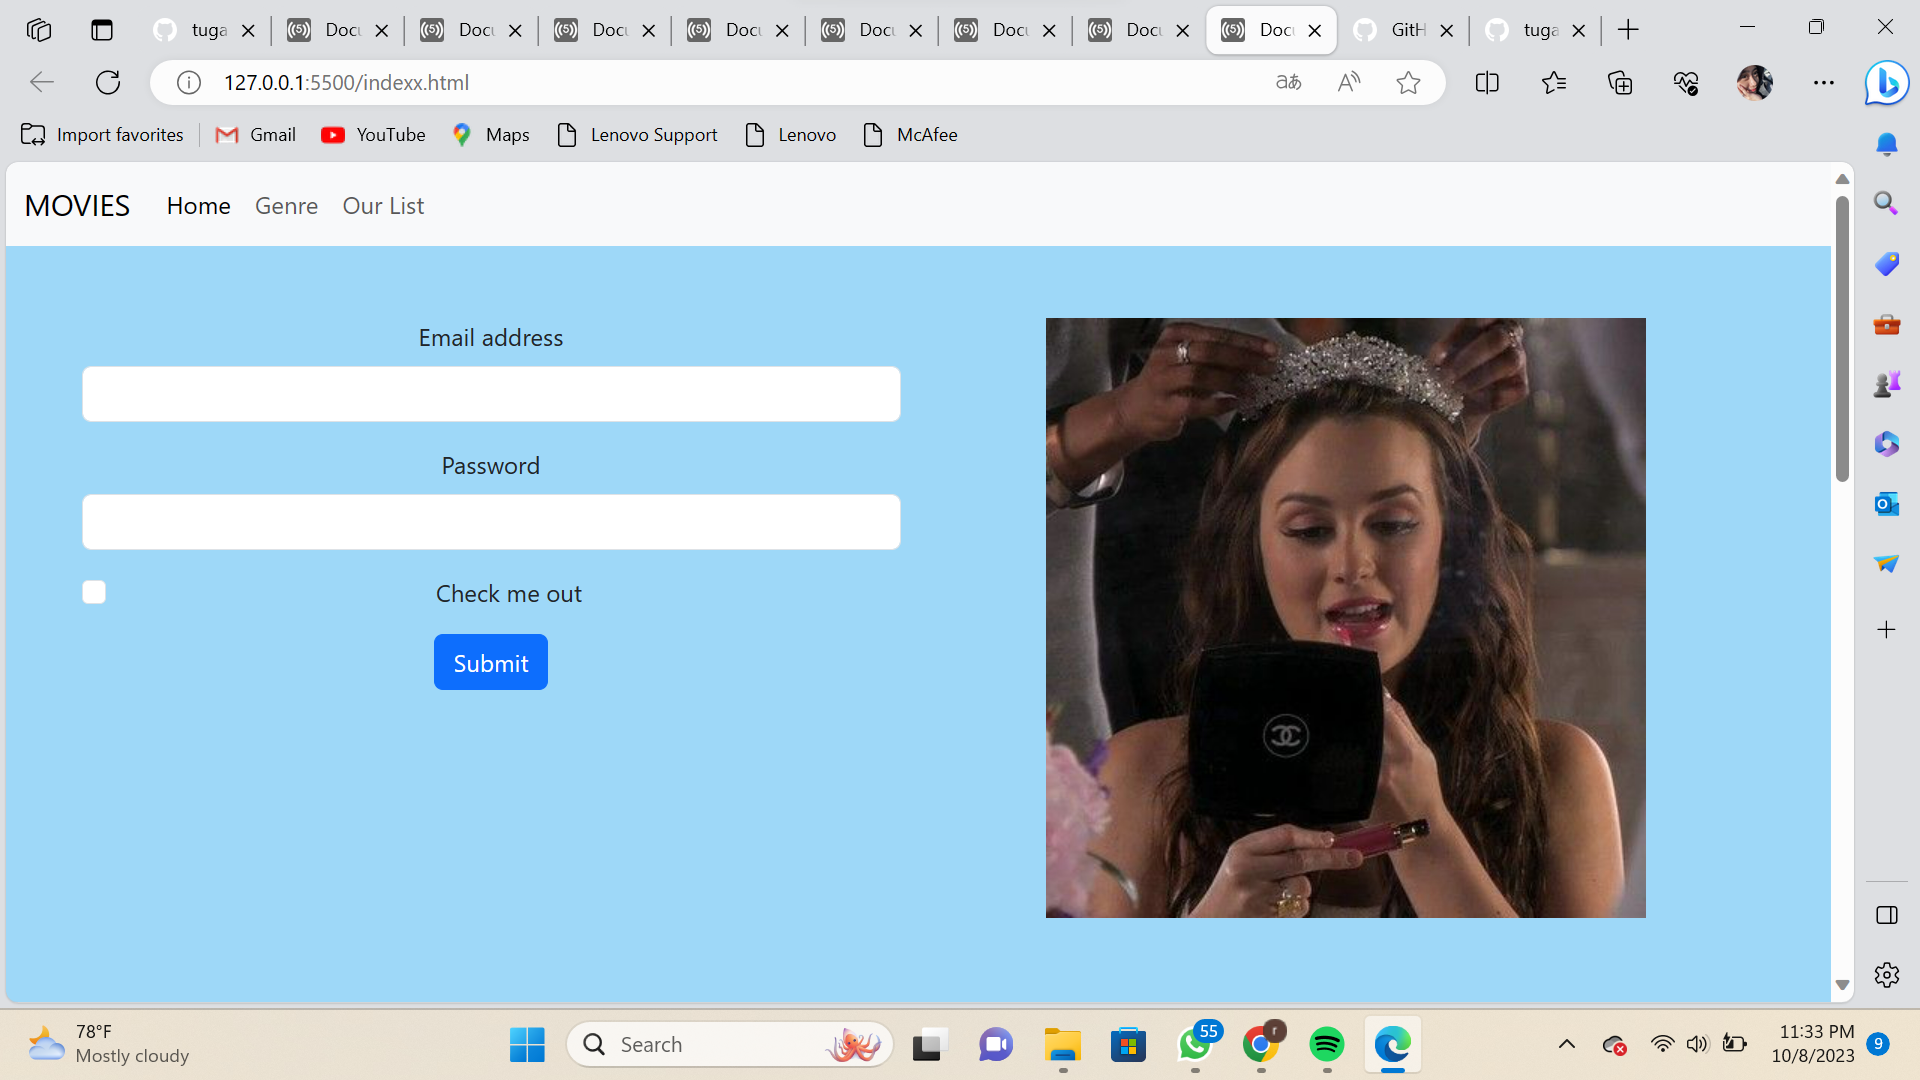 tuga
Docu
Docu
Docu
Docu
Docu
Docu
Docu
Docu
GitH
tuga
127.0.0.1:5500/indexx.html
Import favorites
Gmail
YouTube
Maps
Lenovo Support
Lenovo
McAfee
MOVIES
Home
Genre
Our List
Email address
Password
Check me out
Submit
78°F
Mostly cloudy
Search
55
r
11:33 PM
10/8/2023
9